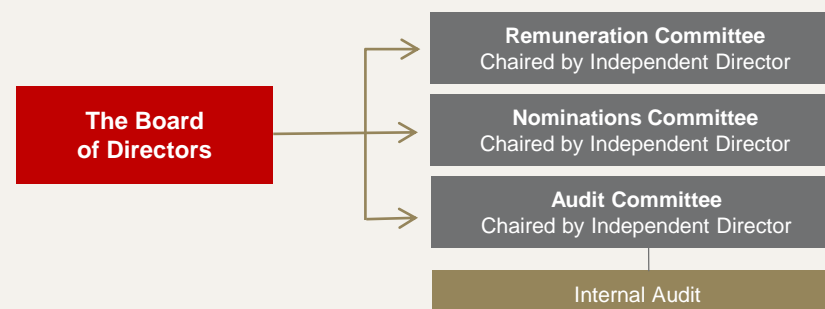 The Board
of Directors
Remuneration Committee
Chaired by Independent Director
Nominations Committee
Chaired by Independent Director
Audit Committee
Chaired by Independent Director
Internal Audit